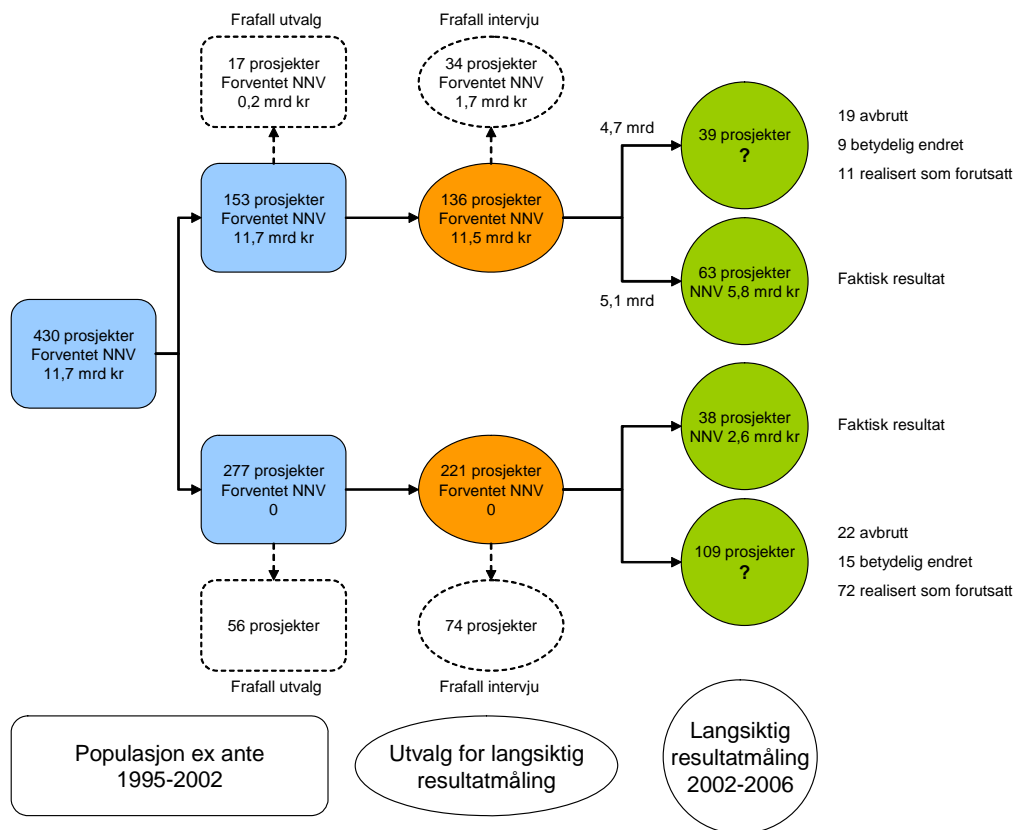 Frafall utvalg
17 prosjekter
Forventet NNV
0,2 mrd kr
Frafall intervju
34 prosjekter
Forventet NNV
1,7 mrd kr
153 prosjekter
Forventet NNV
11,7 mrd kr
136 prosjekter
Forventet NNV
11,5 mrd kr
4,7 mrd
39 prosjekter
?
19 avbrutt
9 betydelig endret
11 realisert som forutsatt
5,1 mrd
63 prosjekter
NNV 5,8 mrd kr
Faktisk resultat
430 prosjekter
Forventet NNV
11,7 mrd kr
277 prosjekter
Forventet NNV
0
221 prosjekter
Forventet NNV
0
38 prosjekter
NNV 2,6 mrd kr
Faktisk resultat
109 prosjekter
?
22 avbrutt
15 betydelig endret
72 realisert som forutsatt
56 prosjekter
Frafall utvalg
74 prosjekter
Frafall intervju
Populasjon ex ante
1995-2002
Utvalg for langsiktig
resultatmåling
Langsiktig
resultatmåling
2002-2006